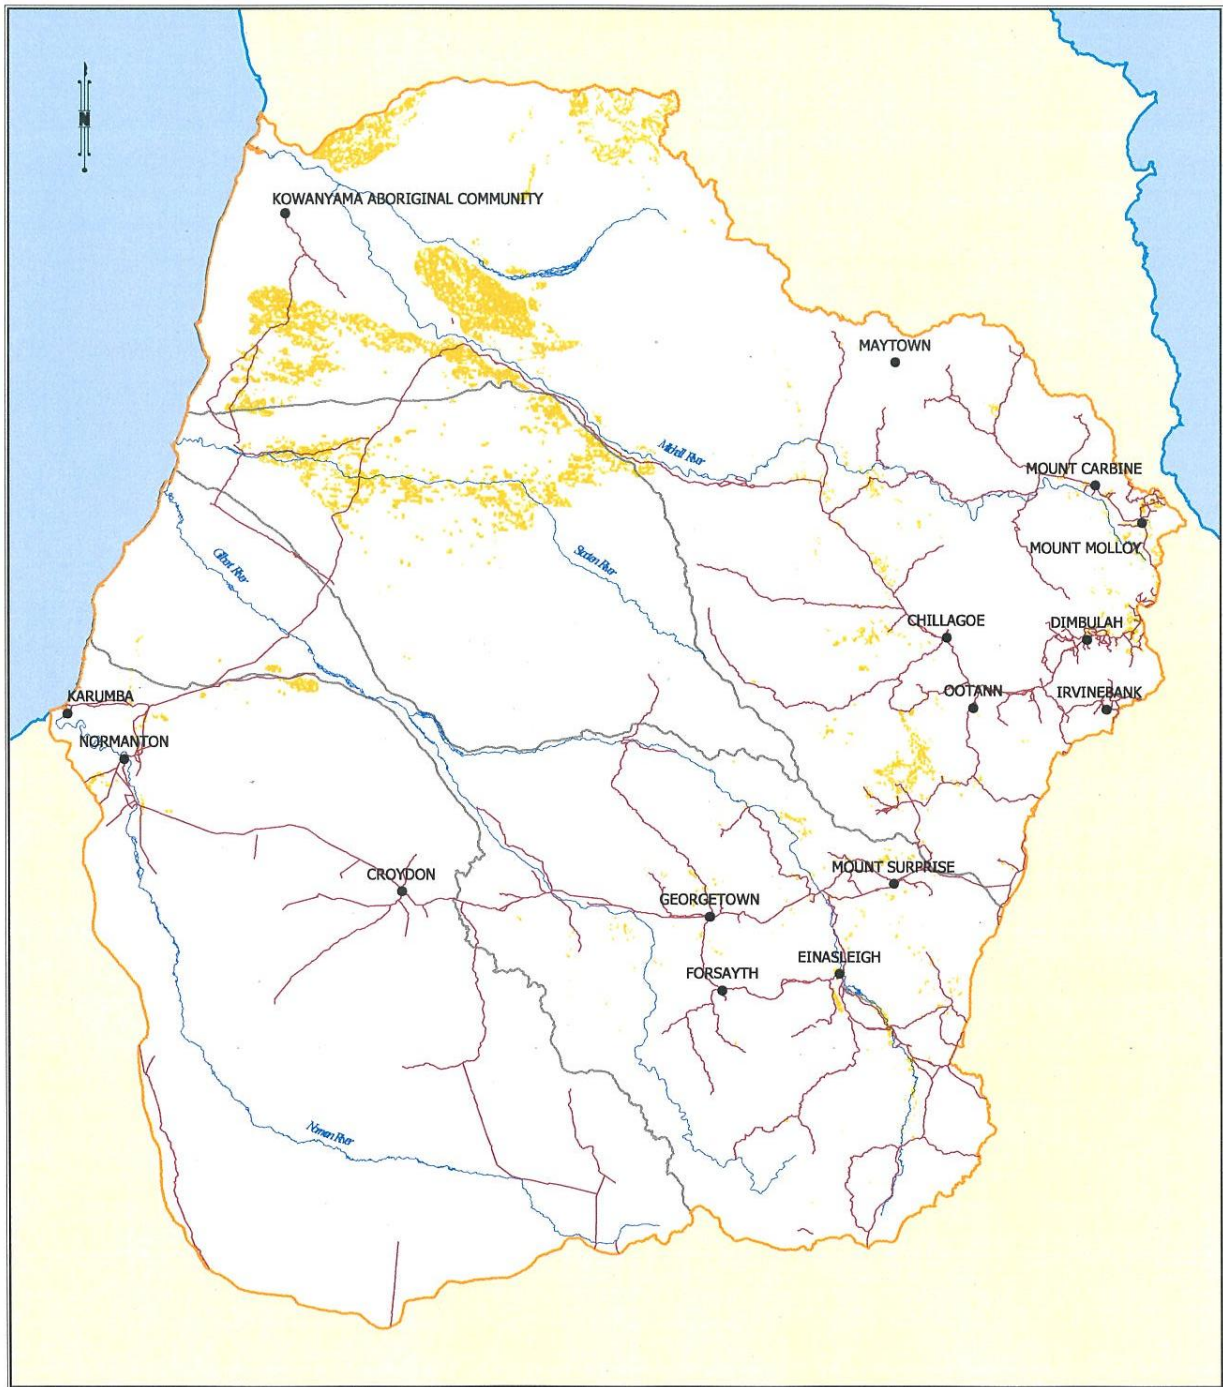 N
KOWANYAMA ABORIGINAL COMMUNITY
MAYTOWN
Mitchell River
MOUNT CARBINE
MOUNT MOLLOY
Gilbert River
Staaten River
CHILLAGOE
DIMBULAH
KARUMBA
OOTANN
IRVINEBANK
NORMANTON
CROYDON
MOUNT SURPRISE
GEORGETOWN
EINASLEIGH
FORSAYTH
Norman River